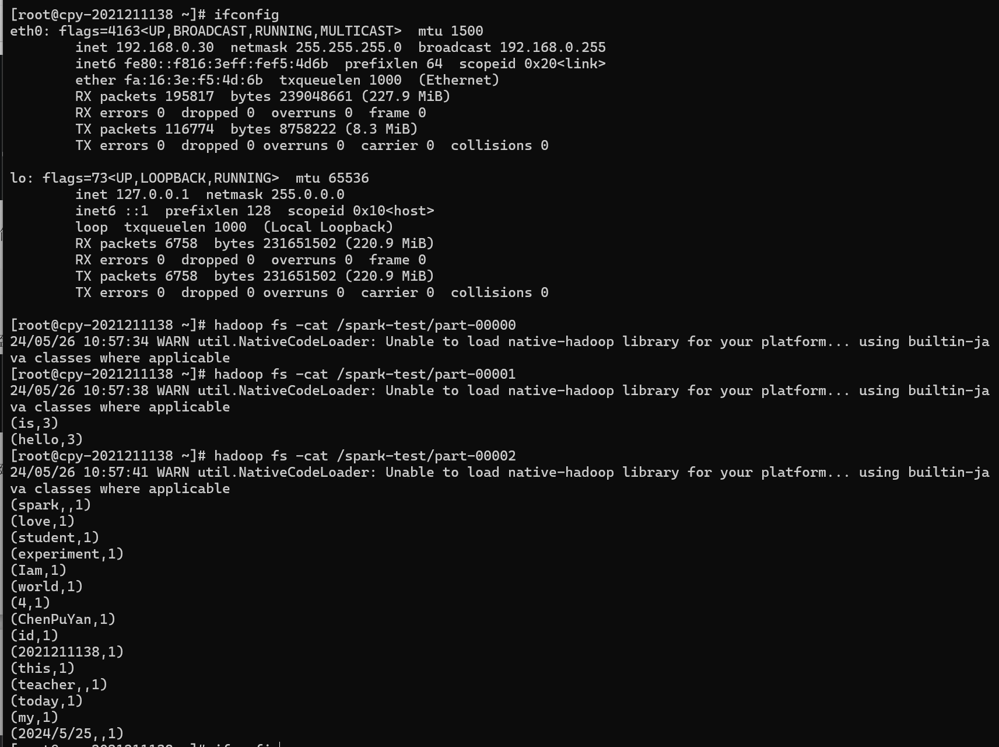 [root@cpy-2021211138 ~]# ifconfig
eth0: flags=4163<UP,BROADCAST,RUNNING,MULTICAST>  mtu 1500
        inet 192.168.0.30  netmask 255.255.255.0  broadcast 192.168.0.255
        inet6 fe80::f816:3eff:fef5:4d6b  prefixlen 64  scopeid 0x20<link>
        ether fa:16:3e:f5:4d:6b  txqueuelen 1000  (Ethernet)
        RX packets 195817  bytes 239048661 (227.9 MiB)
        RX errors 0  dropped 0  overruns 0  frame 0
        TX packets 116774  bytes 8758222 (8.3 MiB)
        TX errors 0  dropped 0 overruns 0  carrier 0  collisions 0

lo: flags=73<UP,LOOPBACK,RUNNING>  mtu 65536
        inet 127.0.0.1  netmask 255.0.0.0
        inet6 ::1  prefixlen 128  scopeid 0x10<host>
        loop  txqueuelen 1000  (Local Loopback)
        RX packets 6758  bytes 231651502 (220.9 MiB)
        RX errors 0  dropped 0  overruns 0  frame 0
        TX packets 6758  bytes 231651502 (220.9 MiB)
        TX errors 0  dropped 0 overruns 0  carrier 0  collisions 0

[root@cpy-2021211138 ~]# hadoop fs -cat /spark-test/part-00000
24/05/26 10:57:34 WARN util.NativeCodeLoader: Unable to load native-hadoop library for your platform... using builtin-ja
va classes where applicable
[root@cpy-2021211138 ~]# hadoop fs -cat /spark-test/part-00001
24/05/26 10:57:38 WARN util.NativeCodeLoader: Unable to load native-hadoop library for your platform... using builtin-ja
va classes where applicable
(is,3)
(hello,3)
[root@cpy-2021211138 ~]# hadoop fs -cat /spark-test/part-00002
24/05/26 10:57:41 WARN util.NativeCodeLoader: Unable to load native-hadoop library for your platform... using builtin-ja
va classes where applicable
(spark,,1)
(love,1)
(student,1)
(experiment,1)
(Iam,1)
(world,1)
(4,1)
(ChenPuYan,1)
(id,1)
(2021211138,1)
(this,1)
(teacher,,1)
(today,1)
(my,1)
(2024/5/25,,1)